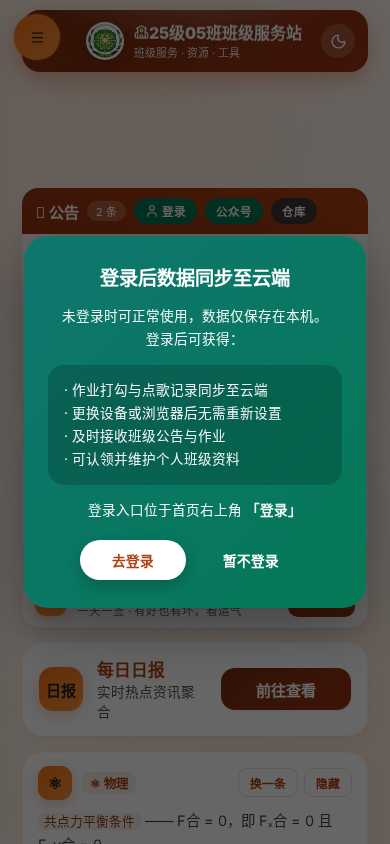 25级05班班级服务站
班级服务 · 资源 · 工具
公告
2 条
登录
公众号
仓库
登录后数据同步至云端
未登录时可正常使用，数据仅保存在本机。
登录后可获得：
· 作业打勾与点歌记录同步至云端
· 更换设备或浏览器后无需重新设置
· 及时接收班级公告与作业
· 可认领并维护个人班级资料
登录入口位于首页右上角「登录」
去登录
暂不登录
一天一签 · 有好也有坏，看运气
日报
每日日报
实时热点资讯聚
合
前往查看
⚛
⚛ 物理
换一条
隐藏
共点力平衡条件 —— F合 = 0，即 Fₓ合 = 0 且